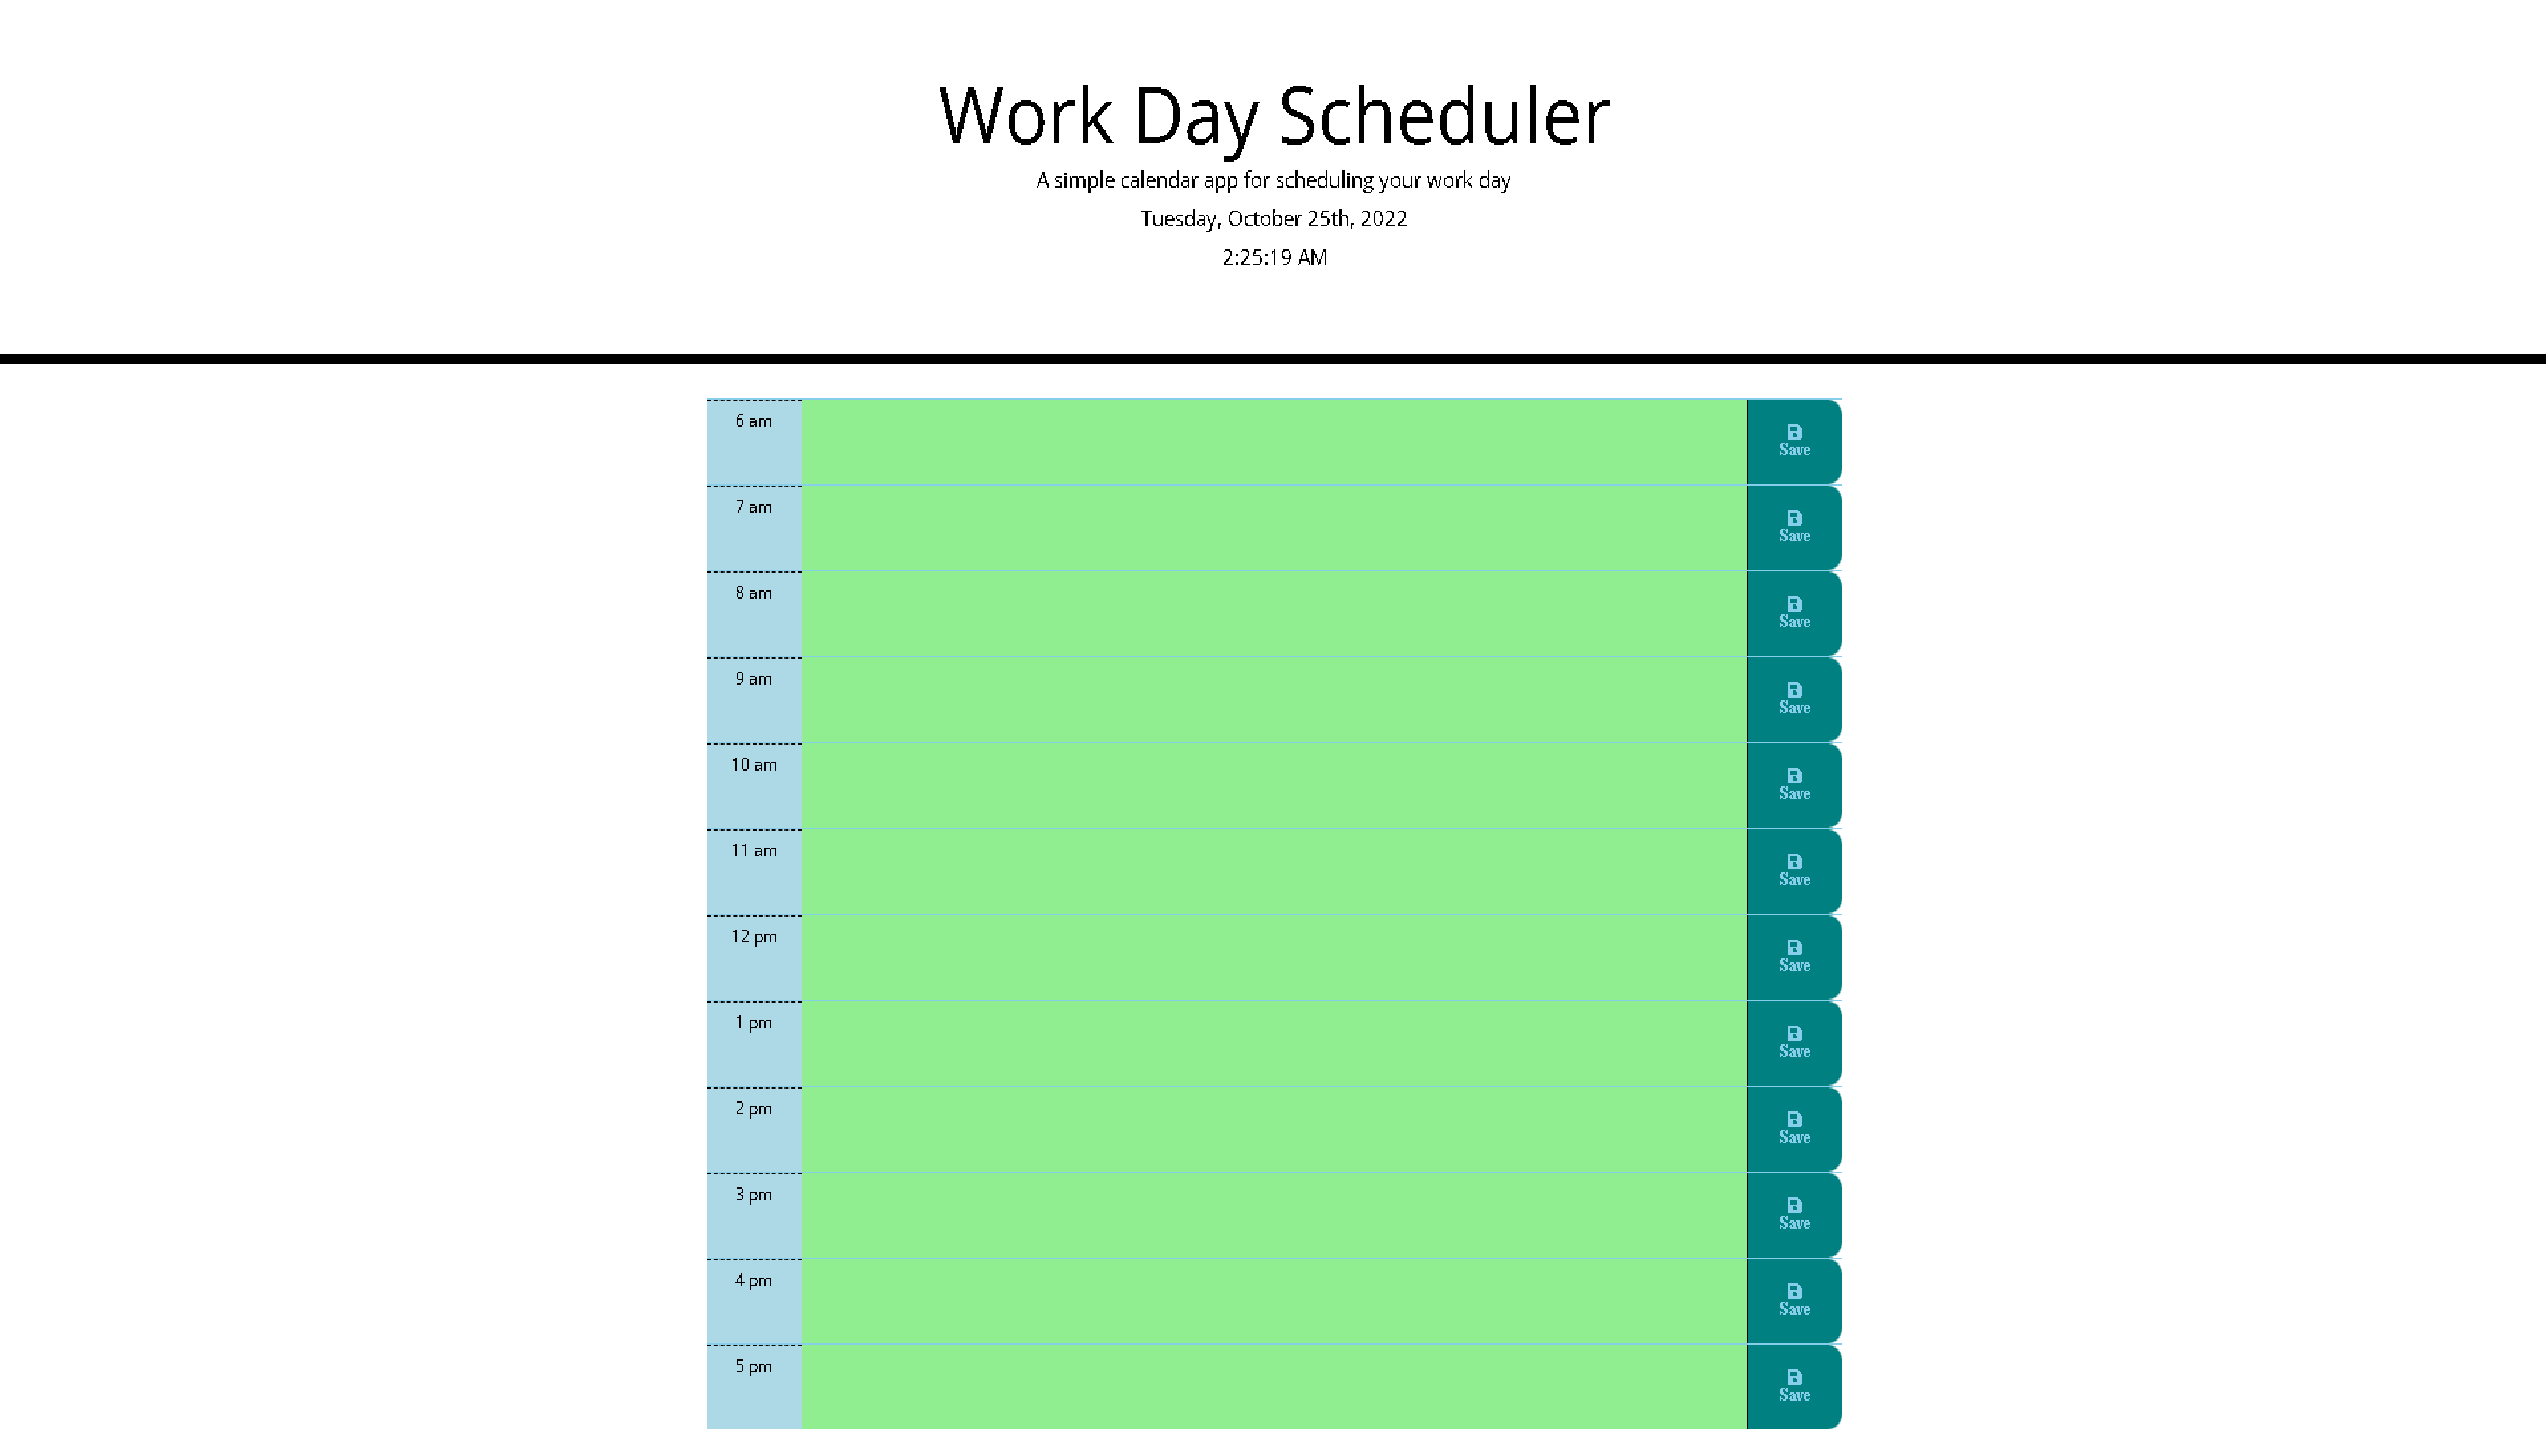 Work Day Scheduler
A simple calendar app for scheduling your work day
Tuesday, October 25th, 2022
2:25:19 AM
6 am
Save
7 am
Save
8 am
Save
9 am
Save
10 am
Save
11 am
Save
12 pm
Save
1 pm
Save
2 pm
Save
3 pm
Save
4 pm
Save
5 pm
Save